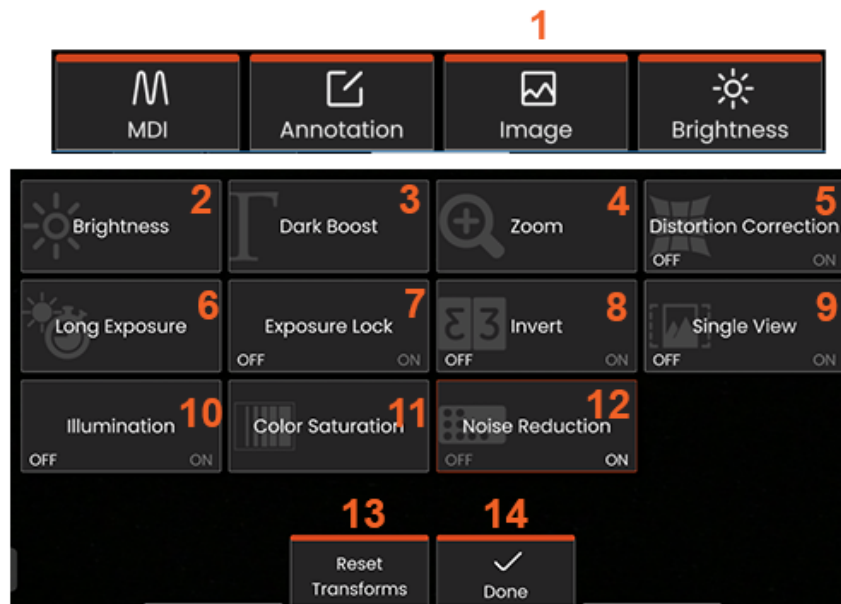 1
MDI
Annotation
Image
Brightness
Brightness
2
Dark Boost
3
Zoom
4
Distortion Correction
5
OFF ON
Long Exposure
6
Exposure Lock
7
OFF ON
Invert
8
OFF ON
Single View
9
OFF ON
Illumination
10
OFF ON
Color Saturation
11
Noise Reduction
12
OFF ON
13
Reset
Transforms
14
Done